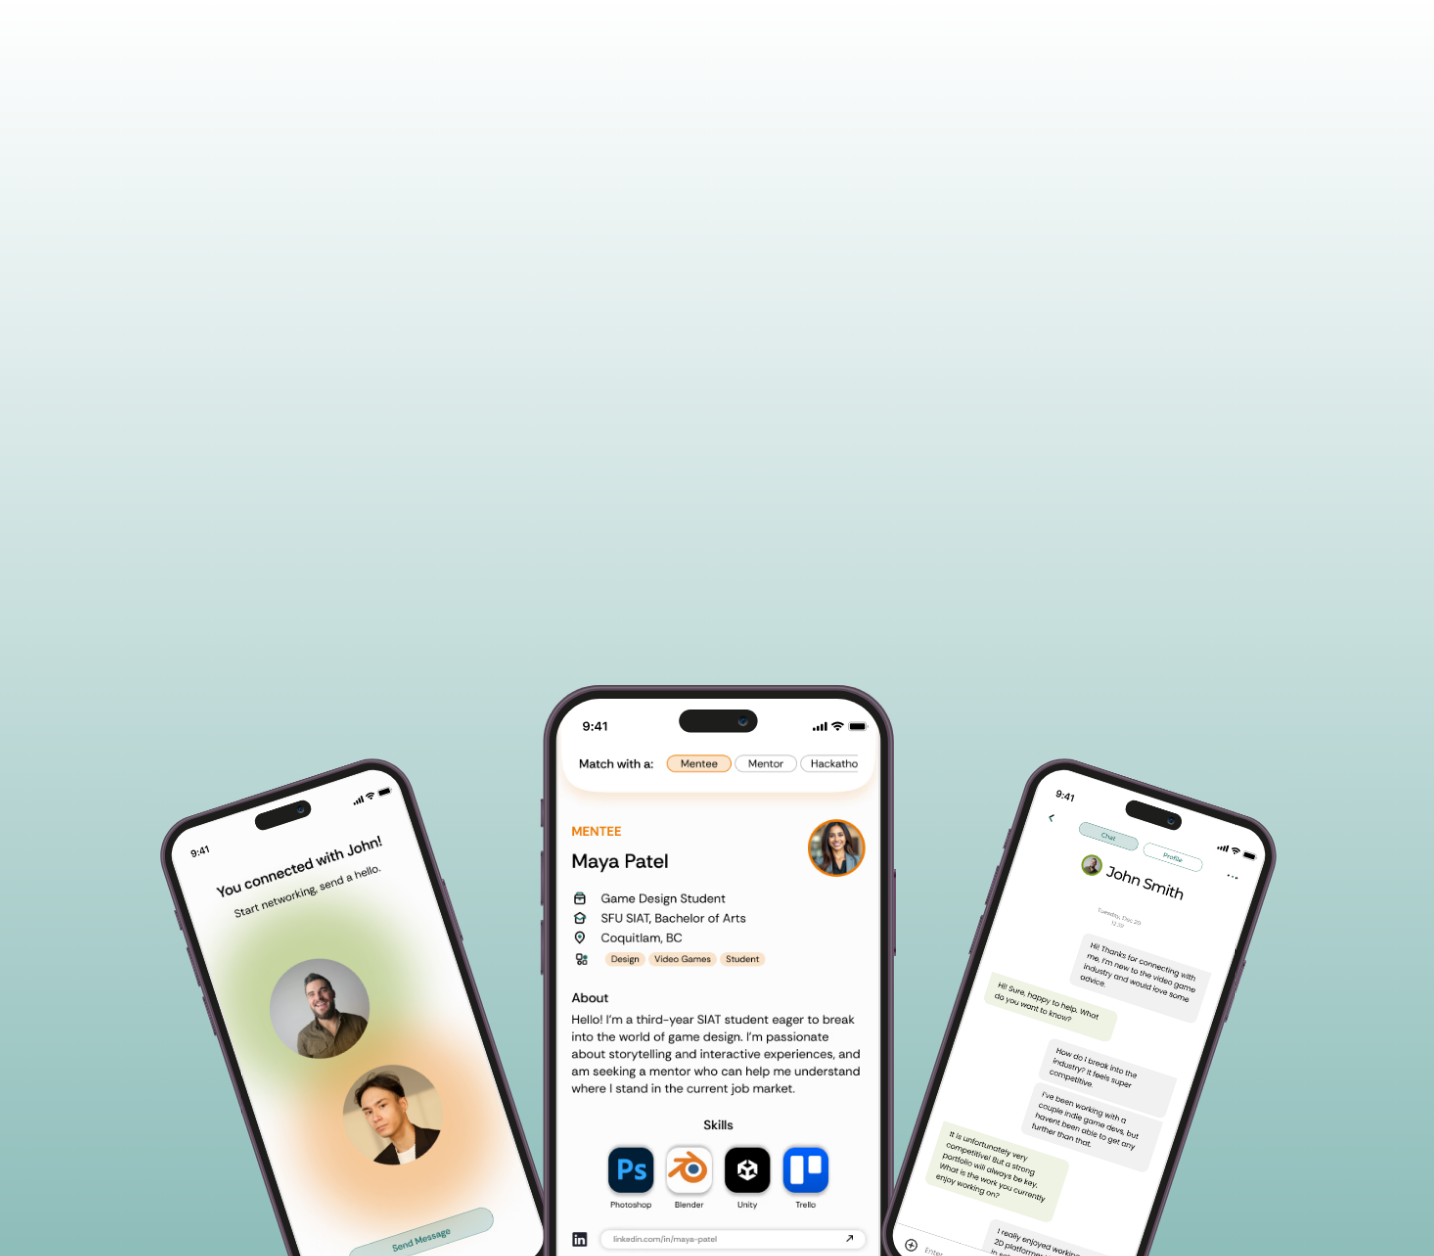 9:41
You connected with John!
Start networking, send a hello.
Send Message
9:41
Match with a:
Mentee
Mentor
Hackatho
MENTEE
Maya Patel
Game Design Student
SFU SIAT, Bachelor of Arts
Coquitlam, BC
Design
Video Games
Student
About
Hello! I'm a third-year SIAT student eager to break
into the world of game design. I'm passionate
about storytelling and interactive experiences, and
am seeking a mentor who can help me understand
where I stand in the current job market.
Skills
Ps
Photoshop
Blender
Unity
Trello
in
linkedin.com/in/maya-patel
9:41
Chat
Profile
John Smith
Tuesday, Dec 20
Hi! Thanks for connecting with
me. I'm new to the video game
industry and would love some
advice.
Hi! Sure, happy to help. What
do you want to know?
How do I break into the
industry? It feels super
competitive.
I've been working with a
couple indie game devs, but
havent been able to get any
further than that.
It is unfortunately very
competitive! But a strong
portfolio will always be key.
What is the work you currently
enjoy working on?
I really enjoyed working
2D platformer
Enter